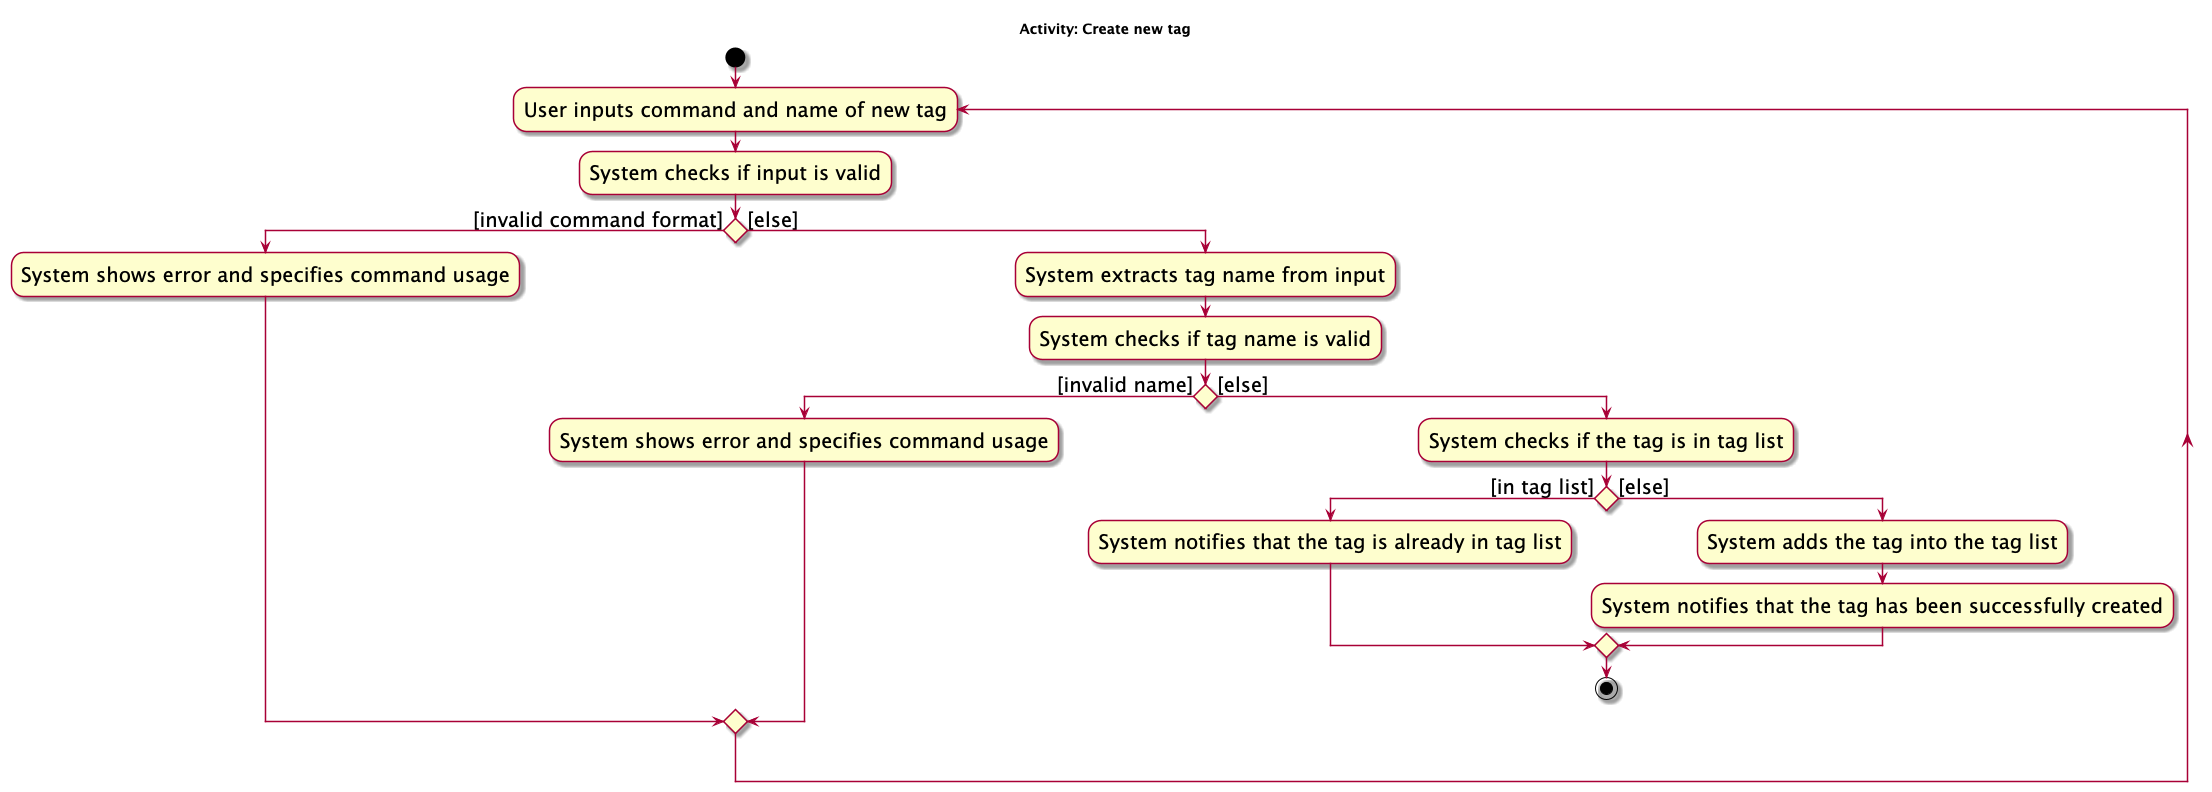 Activity: Create new tag
User inputs command and name of new tag
System checks if input is valid
[invalid command format] [else]
System shows error and specifies command usage
System extracts tag name from input
System checks if tag name is valid
[invalid name] [else]
System shows error and specifies command usage
System checks if the tag is in tag list
[in tag list] [else]
System notifies that the tag is already in tag list
System adds the tag into the tag list
System notifies that the tag has been successfully created